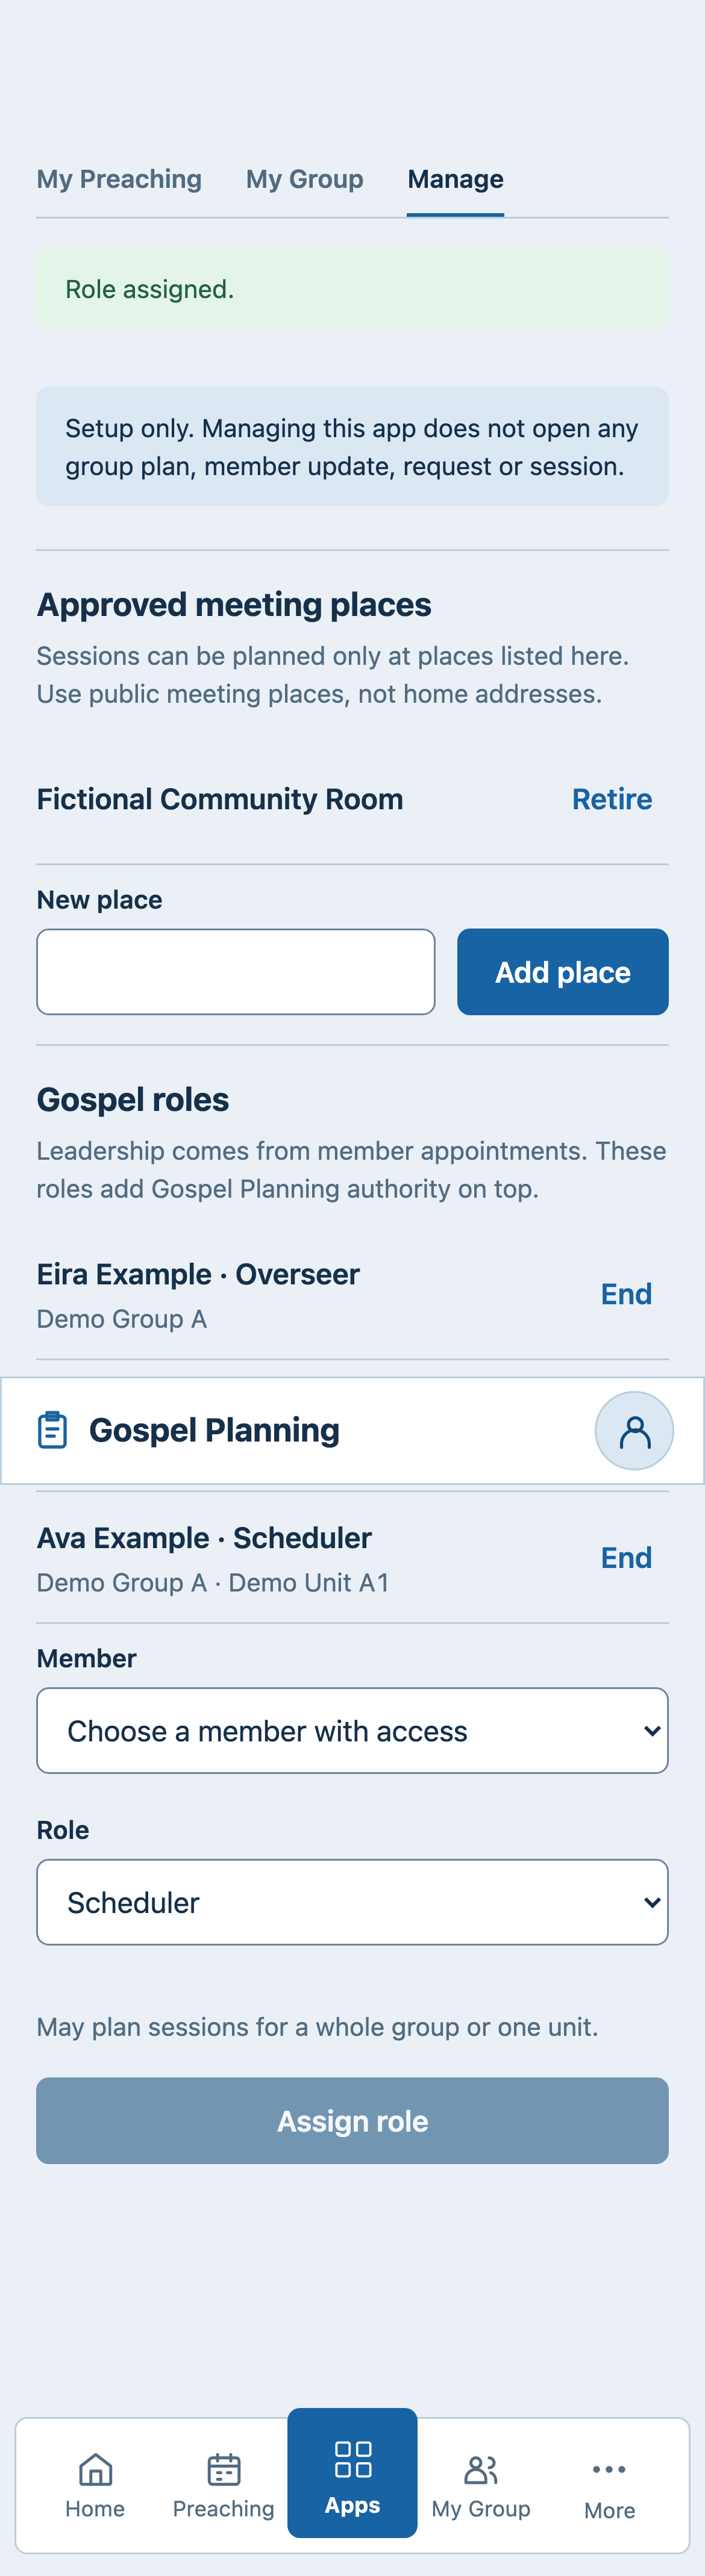 My Preaching
My Group
Manage
Role assigned.
Setup only. Managing this app does not open any
group plan, member update, request or session.
Approved meeting places
Sessions can be planned only at places listed here.
Use public meeting places, not home addresses.
Fictional Community Room
Retire
New place
Add place
Gospel roles
Leadership comes from member appointments. These
roles add Gospel Planning authority on top.
Eira Example · Overseer
End
Demo Group A
Gospel Planning
Ava Example · Scheduler
End
Demo Group A · Demo Unit A1
Member
Choose a member with access
Role
Scheduler
May plan sessions for a whole group or one unit.
Assign role
Home
Preaching
Apps
My Group
More